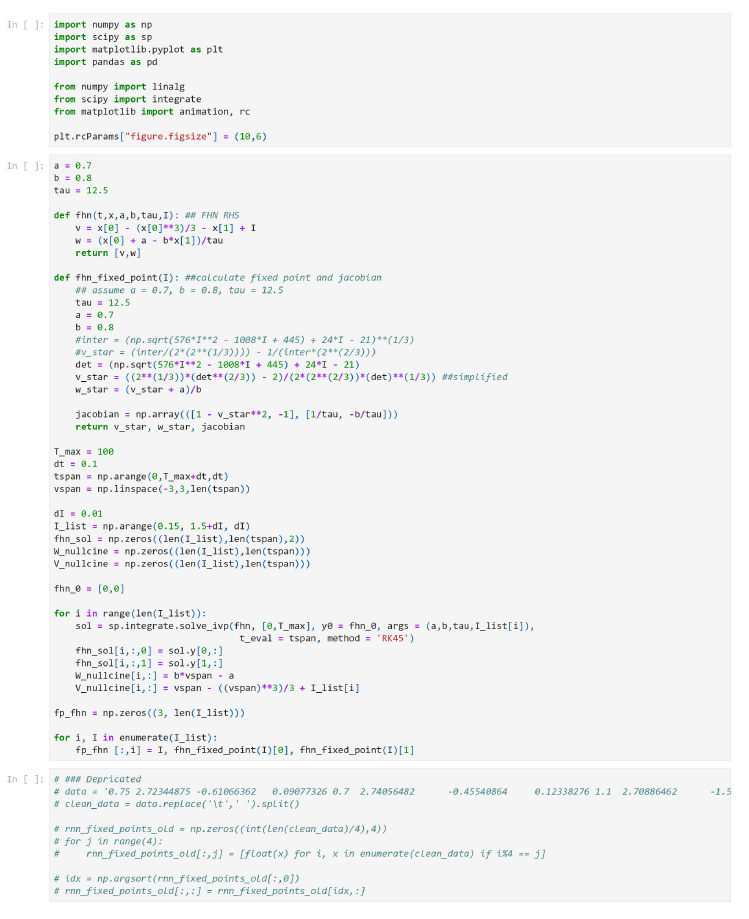 In [ ]: import numpy as np
import scipy as sp
import matplotlib.pyplot as plt
import pandas as pd
from numpy import linalg
from scipy import integrate
from matplotlib import animation, rc
plt.rcParams["figure.figsize"] = (10,6)
In [ ]: a = 0.7
b = 0.8
tau = 12.5
def fhn(t,x,a,b,tau,I): ## FHN RHS
    v = x[0] - (x[0]**3)/3 - x[1] + I
    w = (x[0] + a - b*x[1])/tau
    return [v,w]
def fhn_fixed_point(I): ##calculate fixed point and jacobian
    ## assume a = 0.7, b = 0.8, tau = 12.5
    tau = 12.5
    a = 0.7
    b = 0.8
    #inter = (np.sqrt(576*I**2 - 1008*I + 445) + 24*I - 21)**(1/3)
    #v_star = (inter/(2*(2**(1/3)))) - 1/(inter*(2**(2/3)))
    det = (np.sqrt(576*I**2 - 1008*I + 445) + 24*I - 21)
    v_star = ((2**(1/3))*(det**(2/3)) - 2)/(2*(2**(2/3))*(det)**(1/3)) ##simplified
    w_star = (v_star + a)/b
    jacobian = np.array(([1 - v_star**2, -1], [1/tau, -b/tau]))
    return v_star, w_star, jacobian
T_max = 100
dt = 0.1
tspan = np.arange(0,T_max+dt,dt)
vspan = np.linspace(-3,3,len(tspan))
dI = 0.01
I_list = np.arange(0.15, 1.5+dI, dI)
fhn_sol = np.zeros((len(I_list),len(tspan),2))
W_nullcine = np.zeros((len(I_list),len(tspan)))
V_nullcine = np.zeros((len(I_list),len(tspan)))
fhn_0 = [0,0]
for i in range(len(I_list)):
    sol = sp.integrate.solve_ivp(fhn, [0,T_max], y0 = fhn_0, args = (a,b,tau,I_list[i]),
                                   t_eval = tspan, method = 'RK45')
    fhn_sol[i,:,0] = sol.y[0,:]
    fhn_sol[i,:,1] = sol.y[1,:]
    W_nullcine[i,:] = b*vspan - a
    V_nullcine[i,:] = vspan - ((vspan)**3)/3 + I_list[i]
fp_fhn = np.zeros((3, len(I_list)))
for i, I in enumerate(I_list):
    fp_fhn [:,i] = I, fhn_fixed_point(I)[0], fhn_fixed_point(I)[1]
In [ ]: # ### Depricated
# data = '0.75 2.72344875 -0.61066362   0.09077326 0.7  2.74056482      -0.45540864     0.12338276 1.1  2.70886462      -1.5
# clean_data = data.replace('\t',' ').split()
# rnn_fixed_points_old = np.zeros((int(len(clean_data)/4),4))
# for j in range(4):
#     rnn_fixed_points_old[:,j] = [float(x) for i, x in enumerate(clean_data) if i%4 == j]
# idx = np.argsort(rnn_fixed_points_old[:,0])
# rnn_fixed_points_old[:,:] = rnn_fixed_points_old[idx,:]